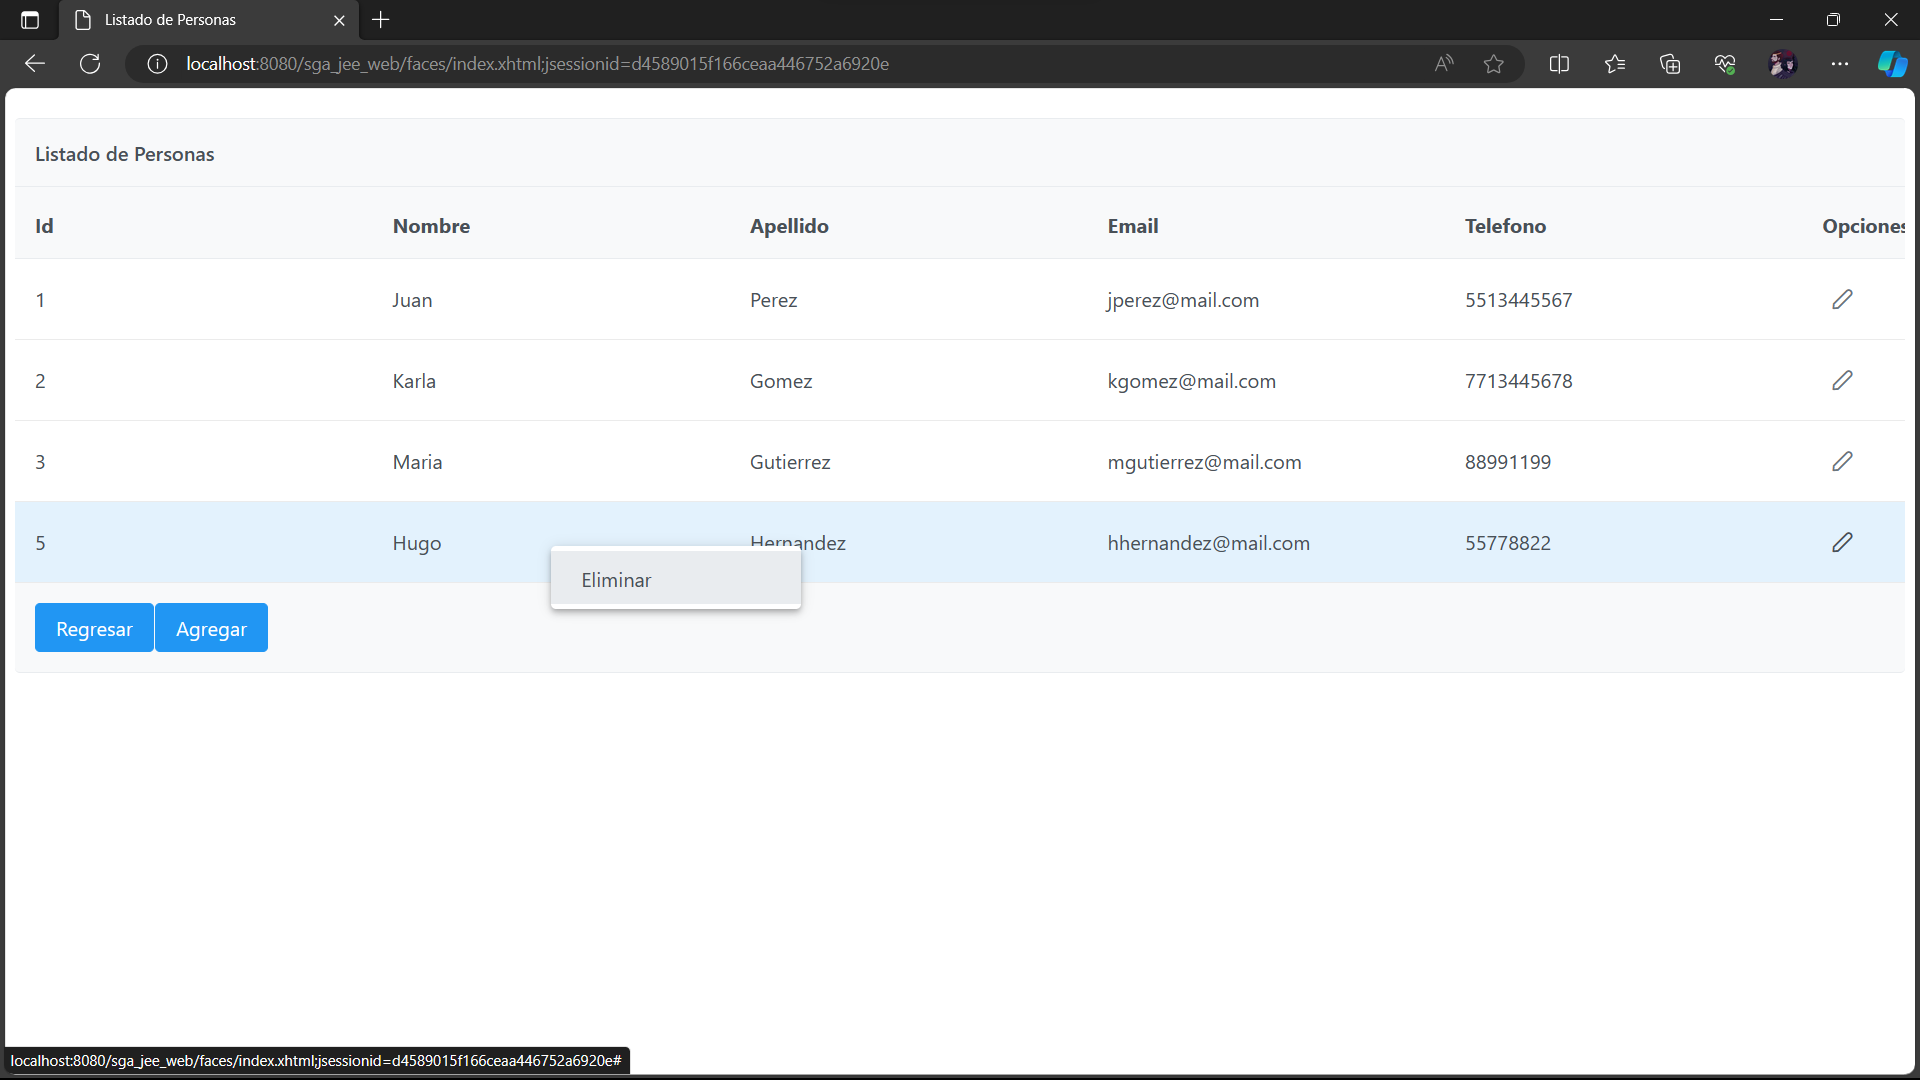 Listado de Personas
localhost:8080/sga_jee_web/faces/index.xhtml;jsessionid=d4589015f166ceaa446752a6920e
Listado de Personas
Id Nombre Apellido Email Telefono Opciones
1 Juan Perez jperez@mail.com 5513445567
2 Karla Gomez kgomez@mail.com 7713445678
3 Maria Gutierrez mgutierrez@mail.com 88991199
5 Hugo Hernandez hhernandez@mail.com 55778822
Eliminar
Regresar Agregar
localhost:8080/sga_jee_web/faces/index.xhtml;jsessionid=d4589015f166ceaa446752a6920e#